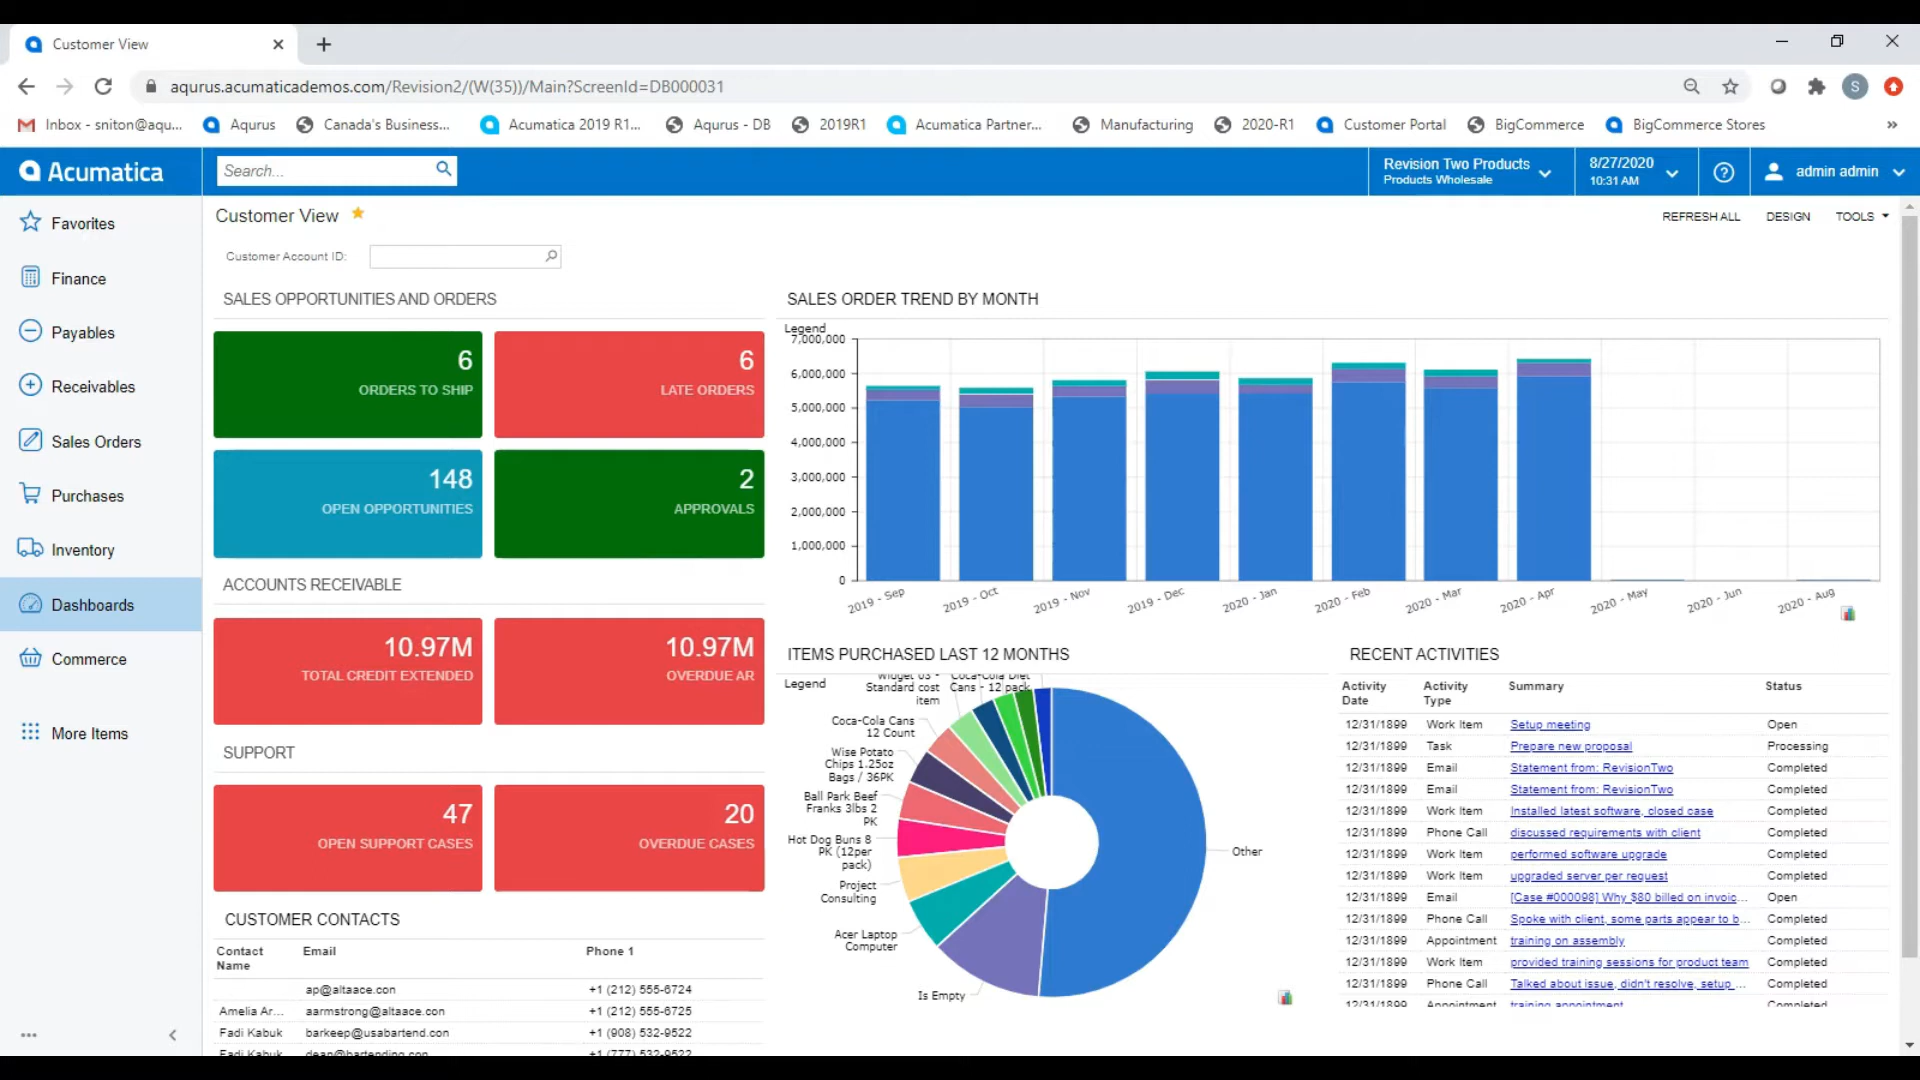 Customer View
aqurus.acumaticademos.com/Revision2/(W(35))/Main?ScreenId=DB000031
S
Inbox - sniton@aqu...
Aqurus
Canada's Business...
Acumatica 2019 R1...
Aqurus - DB
2019R1
Acumatica Partner...
Manufacturing
2020-R1
Customer Portal
BigCommerce
BigCommerce Stores
»
Acumatica
Search...
Revision Two Products
Products Wholesale
8/27/2020
10:31 AM
admin admin
Favorites
Finance
Payables
Receivables
Sales Orders
Purchases
Inventory
Dashboards
Commerce
More Items
Customer View
REFRESH ALL
DESIGN
TOOLS
Customer Account ID:
SALES OPPORTUNITIES AND ORDERS
6
ORDERS TO SHIP
6
LATE ORDERS
148
OPEN OPPORTUNITIES
2
APPROVALS
ACCOUNTS RECEIVABLE
10.97M
TOTAL CREDIT EXTENDED
10.97M
OVERDUE AR
SUPPORT
47
OPEN SUPPORT CASES
20
OVERDUE CASES
CUSTOMER CONTACTS
Contact Name Email Phone 1
ap@altaace.con +1 (212) 555-6724
Amelia Ar... aarmstrong@altaace.con +1 (212) 555-6725
Fadi Kabuk barkeep@usabartend.con +1 (908) 532-9522
Fadi Kabuk dean@bartending.con +1 (777) 532-9522
SALES ORDER TREND BY MONTH
Legend
7,000,000
6,000,000
5,000,000
4,000,000
3,000,000
2,000,000
1,000,000
0
2019 - Sep
2019 - Oct
2019 - Nov
2019 - Dec
2020 - Jan
2020 - Feb
2020 - Mar
2020 - Apr
2020 - May
2020 - Jun
2020 - Aug
ITEMS PURCHASED LAST 12 MONTHS
Legend
Widget 03 -
Standard cost
item
Coca-Cola Diet
Cans - 12 pack
Coca-Cola Cans
12 Count
Wise Potato
Chips 1.25oz
Bags / 36PK
Ball Park Beef
Franks 3lbs 2
PK
Hot Dog Buns 8
PK (12per
pack)
Project
Consulting
Acer Laptop
Computer
Is Empty
Other
RECENT ACTIVITIES
Activity Date Activity Type Summary Status
12/31/1899 Work Item Setup meeting Open
12/31/1899 Task Prepare new proposal Processing
12/31/1899 Email Statement from: RevisionTwo Completed
12/31/1899 Email Statement from: RevisionTwo Completed
12/31/1899 Work Item Installed latest software, closed case Completed
12/31/1899 Phone Call discussed requirements with client Completed
12/31/1899 Work Item performed software upgrade Completed
12/31/1899 Work Item upgraded server per request Completed
12/31/1899 Email [Case #000098] Why $80 billed on invoic... Open
12/31/1899 Phone Call Spoke with client, some parts appear to b... Completed
12/31/1899 Appointment training on assembly Completed
12/31/1899 Work Item provided training sessions for product team Completed
12/31/1899 Phone Call Talked about issue, didn't resolve, setup ... Completed
12/31/1899 Appointment training appointment Completed